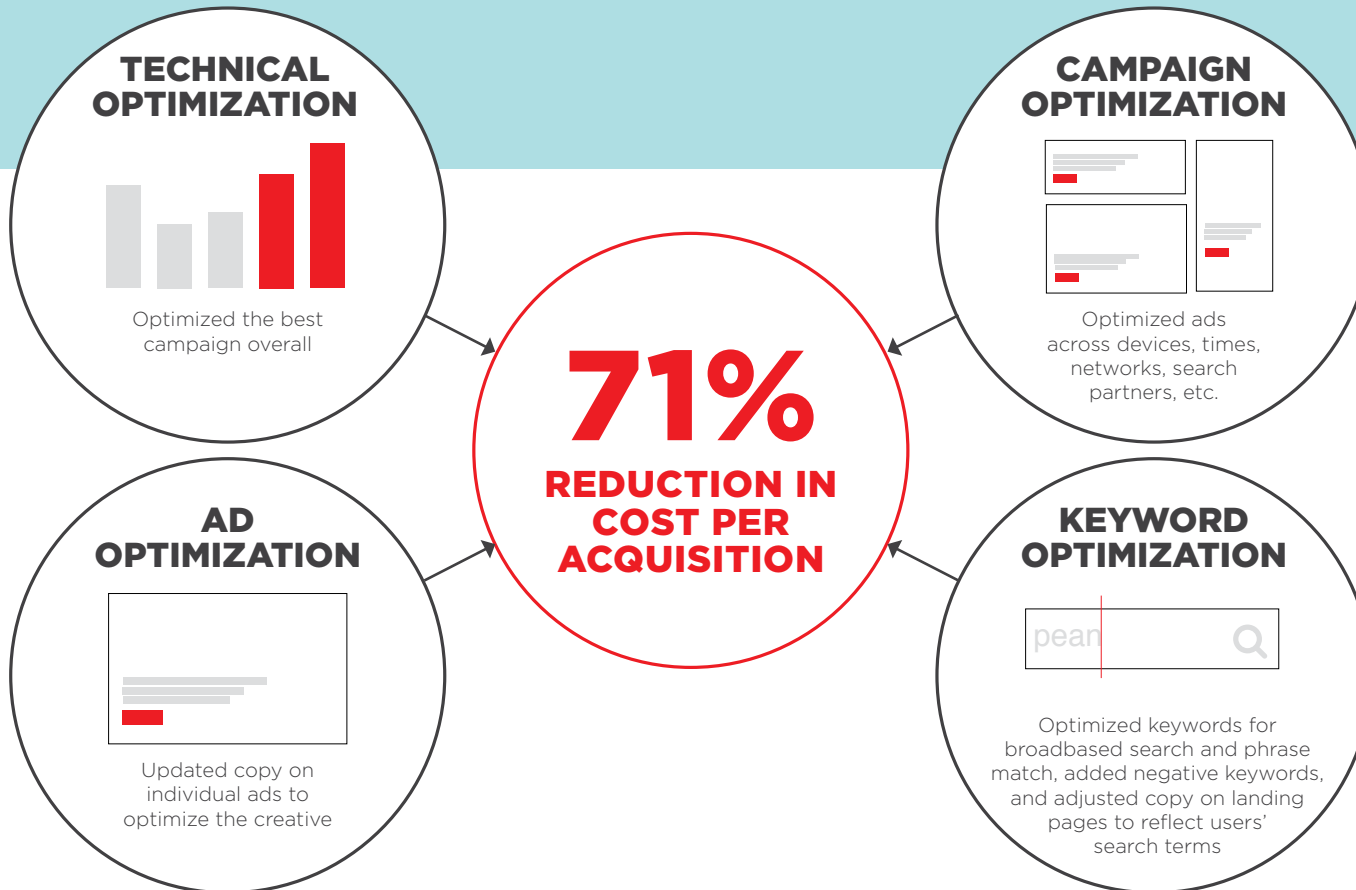 TECHNICAL
OPTIMIZATION
Optimized the best
campaign overall
CAMPAIGN
OPTIMIZATION
Optimized ads
across devices, times,
networks, search
partners, etc.
71%
REDUCTION IN
COST PER
ACQUISITION
AD
OPTIMIZATION
Updated copy on
individual ads to
optimize the creative
KEYWORD
OPTIMIZATION
pean
Optimized keywords for
broadbased search and phrase
match, added negative keywords,
and adjusted copy on landing
pages to reflect users’
search terms